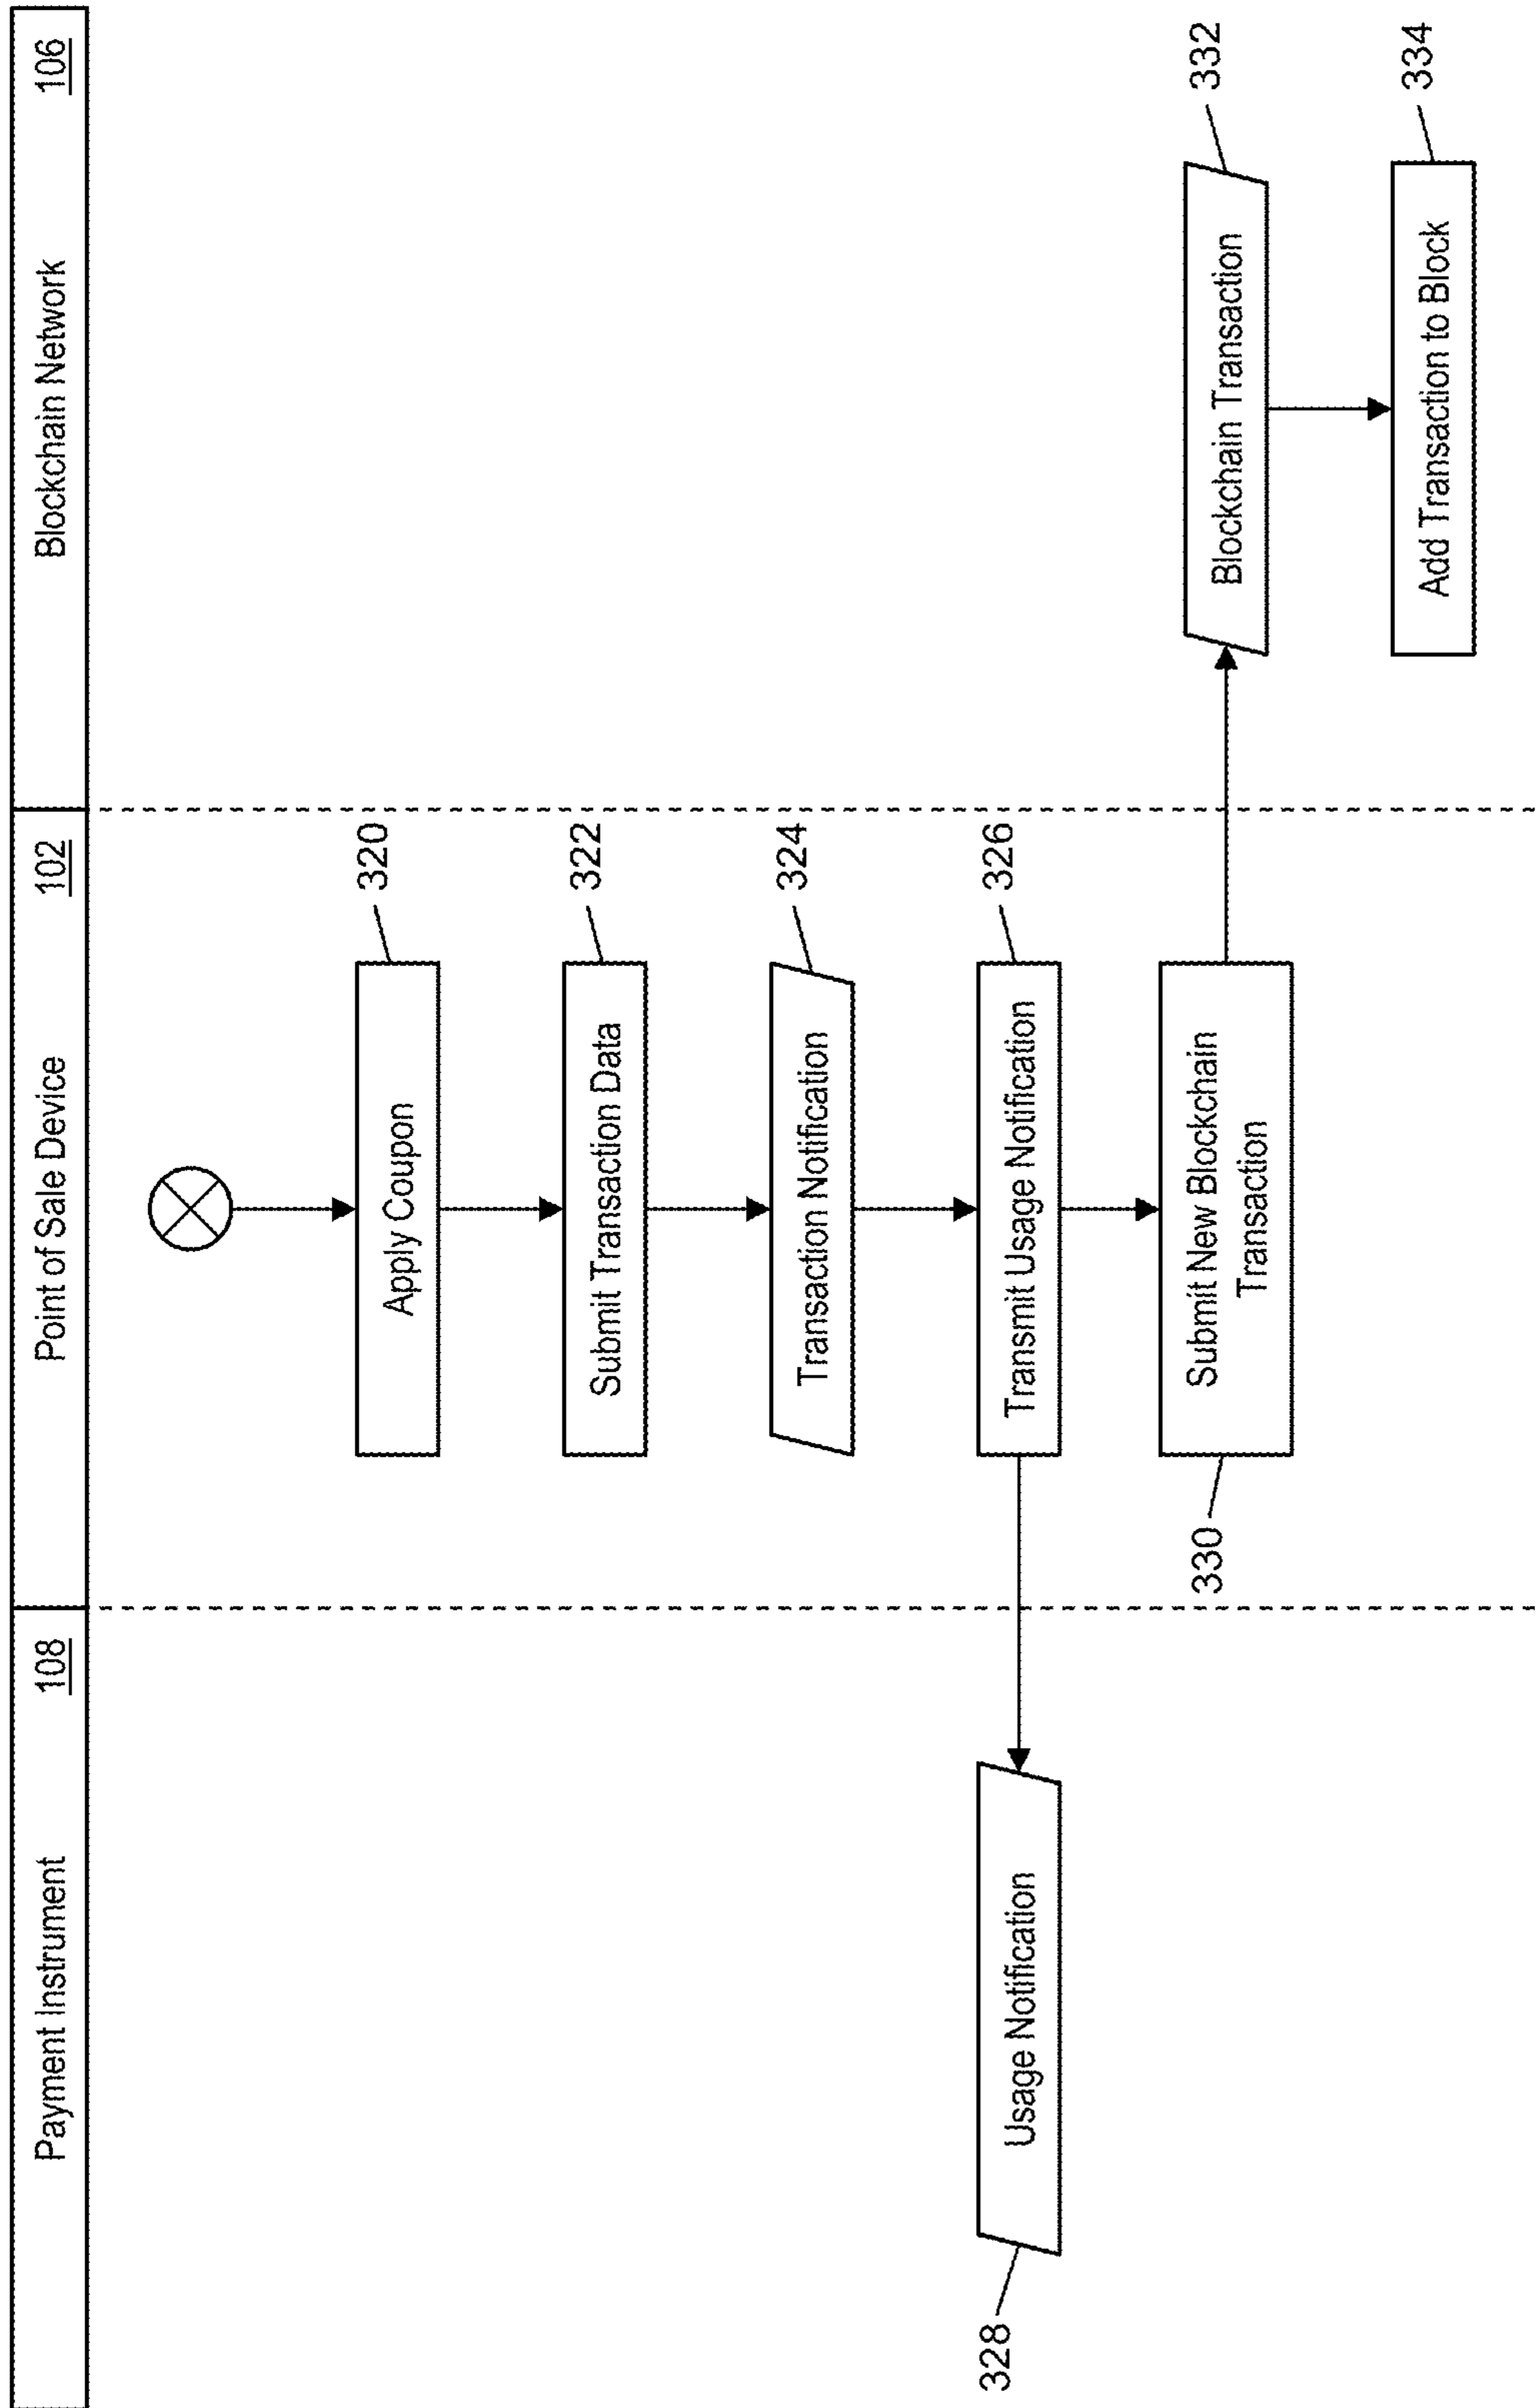 Payment Instrument 108
Point of Sale Device 102
Blockchain Network 106
Apply Coupon
320
Submit Transaction Data
322
Transaction Notification
324
328
Usage Notification
Transmit Usage Notification
326
330
Submit New Blockchain
Transaction
Blockchain Transaction
332
Add Transaction to Block
334